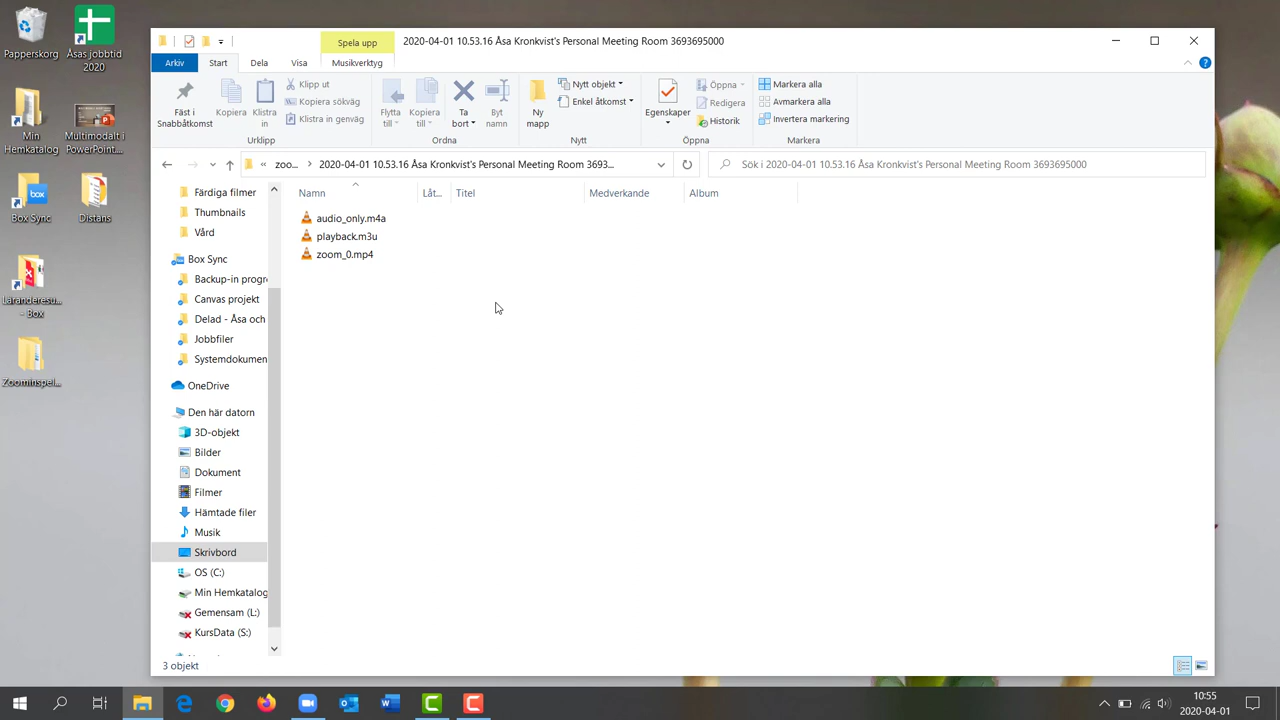 Papperskorg
Åsas jobbtid
2020
Min
Hemkatalog
Multimodalt i
PowerPoint...
Box Sync
Distans
Läranderesu...
- Box
Zoominspel...
Spela upp
2020-04-01 10.53.16 Åsa Kronkvist's Personal Meeting Room 3693695000
Arkiv
Start
Dela
Visa
Musikverktyg
Fäst i
Snabbåtkomst
Kopiera
Klistra
in
Klipp ut
Kopiera sökväg
Klistra in genväg
Urklipp
Flytta
till
Kopiera
till
Ta
bort
Byt
namn
Ordna
Ny
mapp
Nytt objekt
Enkel åtkomst
Nytt
Egenskaper
Öppna
Redigera
Historik
Öppna
Markera alla
Avmarkera alla
Invertera markering
Markera
« zoo... > 2020-04-01 10.53.16 Åsa Kronkvist's Personal Meeting Room 3693...
Sök i 2020-04-01 10.53.16 Åsa Kronkvist's Personal Meeting Room 3693695000
Namn
Låt...
Titel
Medverkande
Album
audio_only.m4a
playback.m3u
zoom_0.mp4
Färdiga filmer
Thumbnails
Vård
Box Sync
Backup-in progr
Canvas projekt
Delad - Åsa och
Jobbfiler
Systemdokumen
OneDrive
Den här datorn
3D-objekt
Bilder
Dokument
Filmer
Hämtade filer
Musik
Skrivbord
OS (C:)
Min Hemkatalog
Gemensam (L:)
KursData (S:)
3 objekt
10:55
2020-04-01